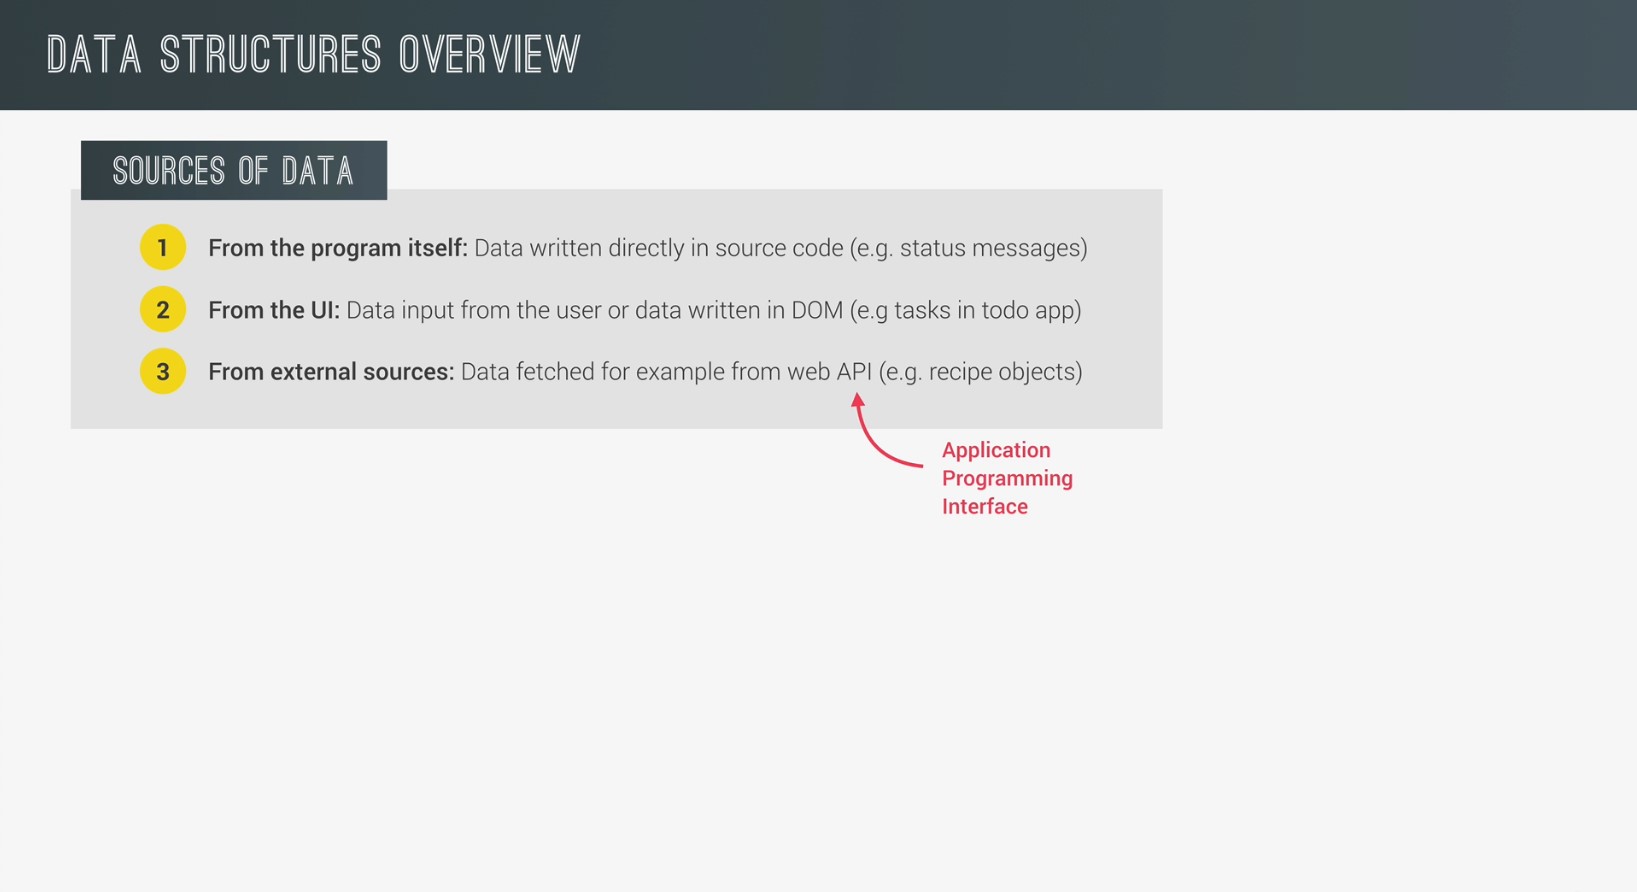 DATA STRUCTURES OVERVIEW
SOURCES OF DATA
1 From the program itself: Data written directly in source code (e.g. status messages)
2 From the UI: Data input from the user or data written in DOM (e.g tasks in todo app)
3 From external sources: Data fetched for example from web API (e.g. recipe objects)
Application
Programming
Interface